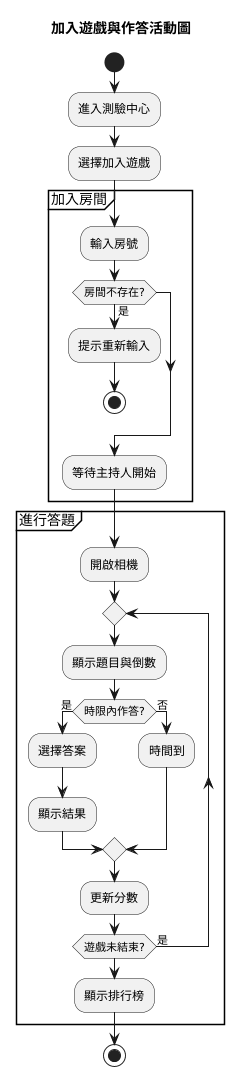 加入遊戲與作答活動圖
進入測驗中心
選擇加入遊戲
加入房間
輸入房號
房間不存在?
是
提示重新輸入
等待主持人開始
進行答題
開啟相機
顯示題目與倒數
是
時限內作答?
否
選擇答案
時間到
顯示結果
更新分數
遊戲未結束?
是
顯示排行榜